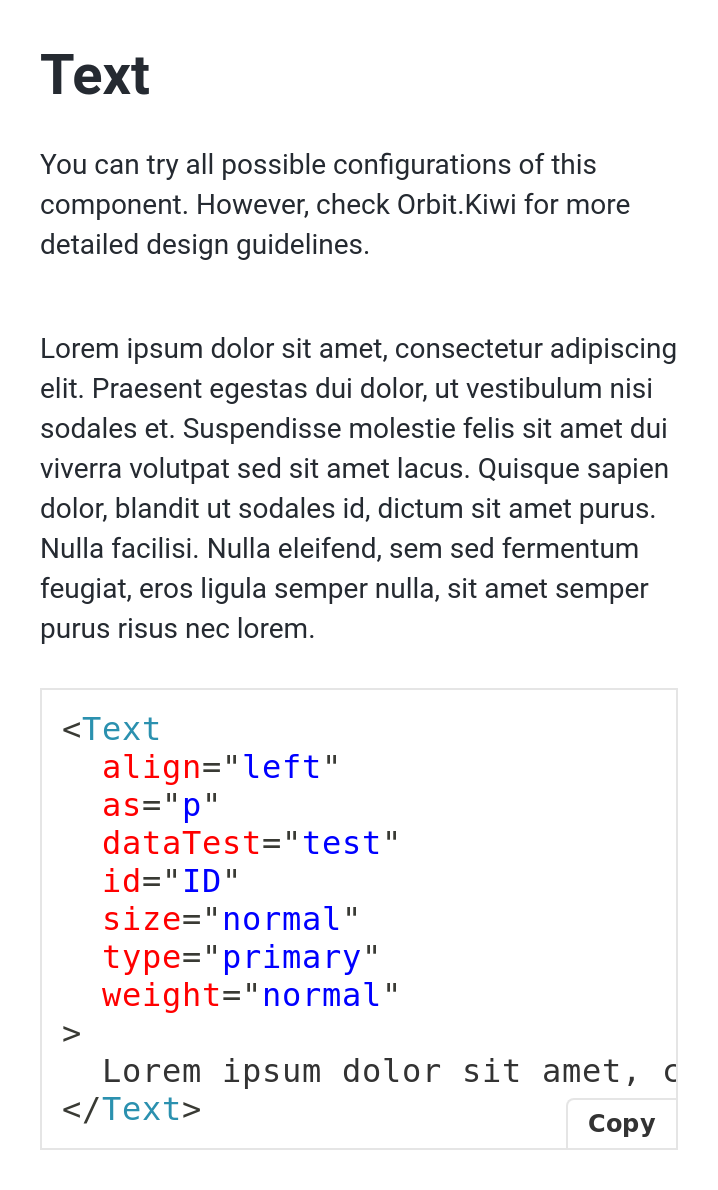 Text
You can try all possible configurations of this
component. However, check Orbit.Kiwi for more
detailed design guidelines.
Lorem ipsum dolor sit amet, consectetur adipiscing
elit. Praesent egestas dui dolor, ut vestibulum nisi
sodales et. Suspendisse molestie felis sit amet dui
viverra volutpat sed sit amet lacus. Quisque sapien
dolor, blandit ut sodales id, dictum sit amet purus.
Nulla facilisi. Nulla eleifend, sem sed fermentum
feugiat, eros ligula semper nulla, sit amet semper
purus risus nec lorem.
<Text
  align="left"
  as="p"
  dataTest="test"
  id="ID"
  size="normal"
  type="primary"
  weight="normal"
>
  Lorem ipsum dolor sit amet, c
</Text>
Copy